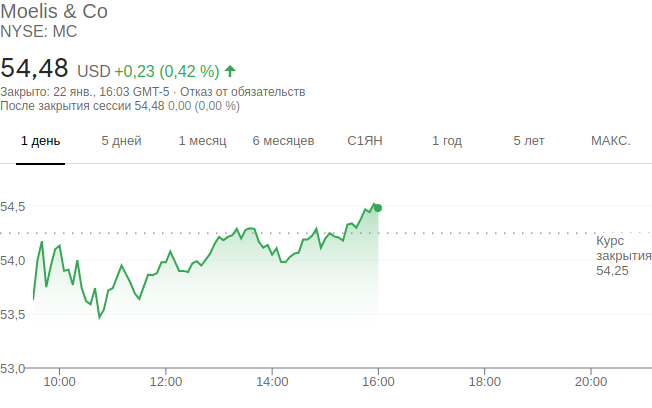 Moelis & Co
NYSE: MC
54,48 USD +0,23 (0,42 %)
Закрыто: 22 янв., 16:03 GMT-5 · Отказ от обязательств
После закрытия сессии 54,48 0,00 (0,00 %)
1 день 5 дней 1 месяц 6 месяцев С1ЯН 1 год 5 лет МАКС.
54,5
Курс
закрытия
54,25
54,0
53,5
53,0
10:00 12:00 14:00 16:00 18:00 20:00